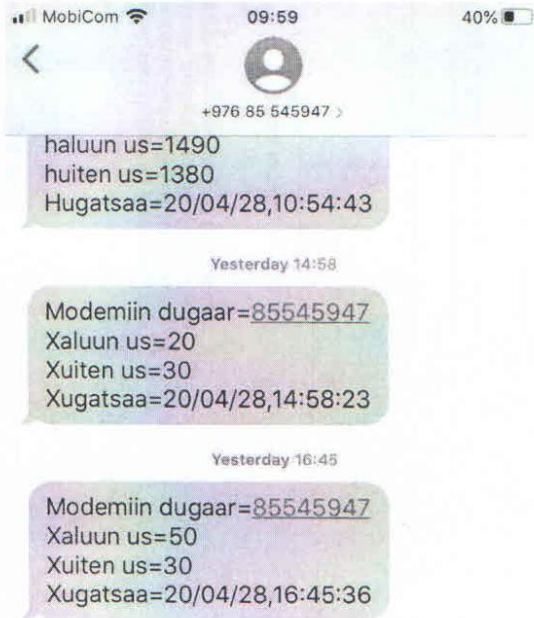 MobiCom 09:59 40%
+976 85 545947 >
haluun us=1490
huiten us=1380
Hugatsaa=20/04/28,10:54:43
Yesterday 14:58
Modemiin dugaar=85545947
Xaluun us=20
Xuiten us=30
Xugatsaa=20/04/28,14:58:23
Yesterday 16:45
Modemiin dugaar=85545947
Xaluun us=50
Xuiten us=30
Xugatsaa=20/04/28,16:45:36